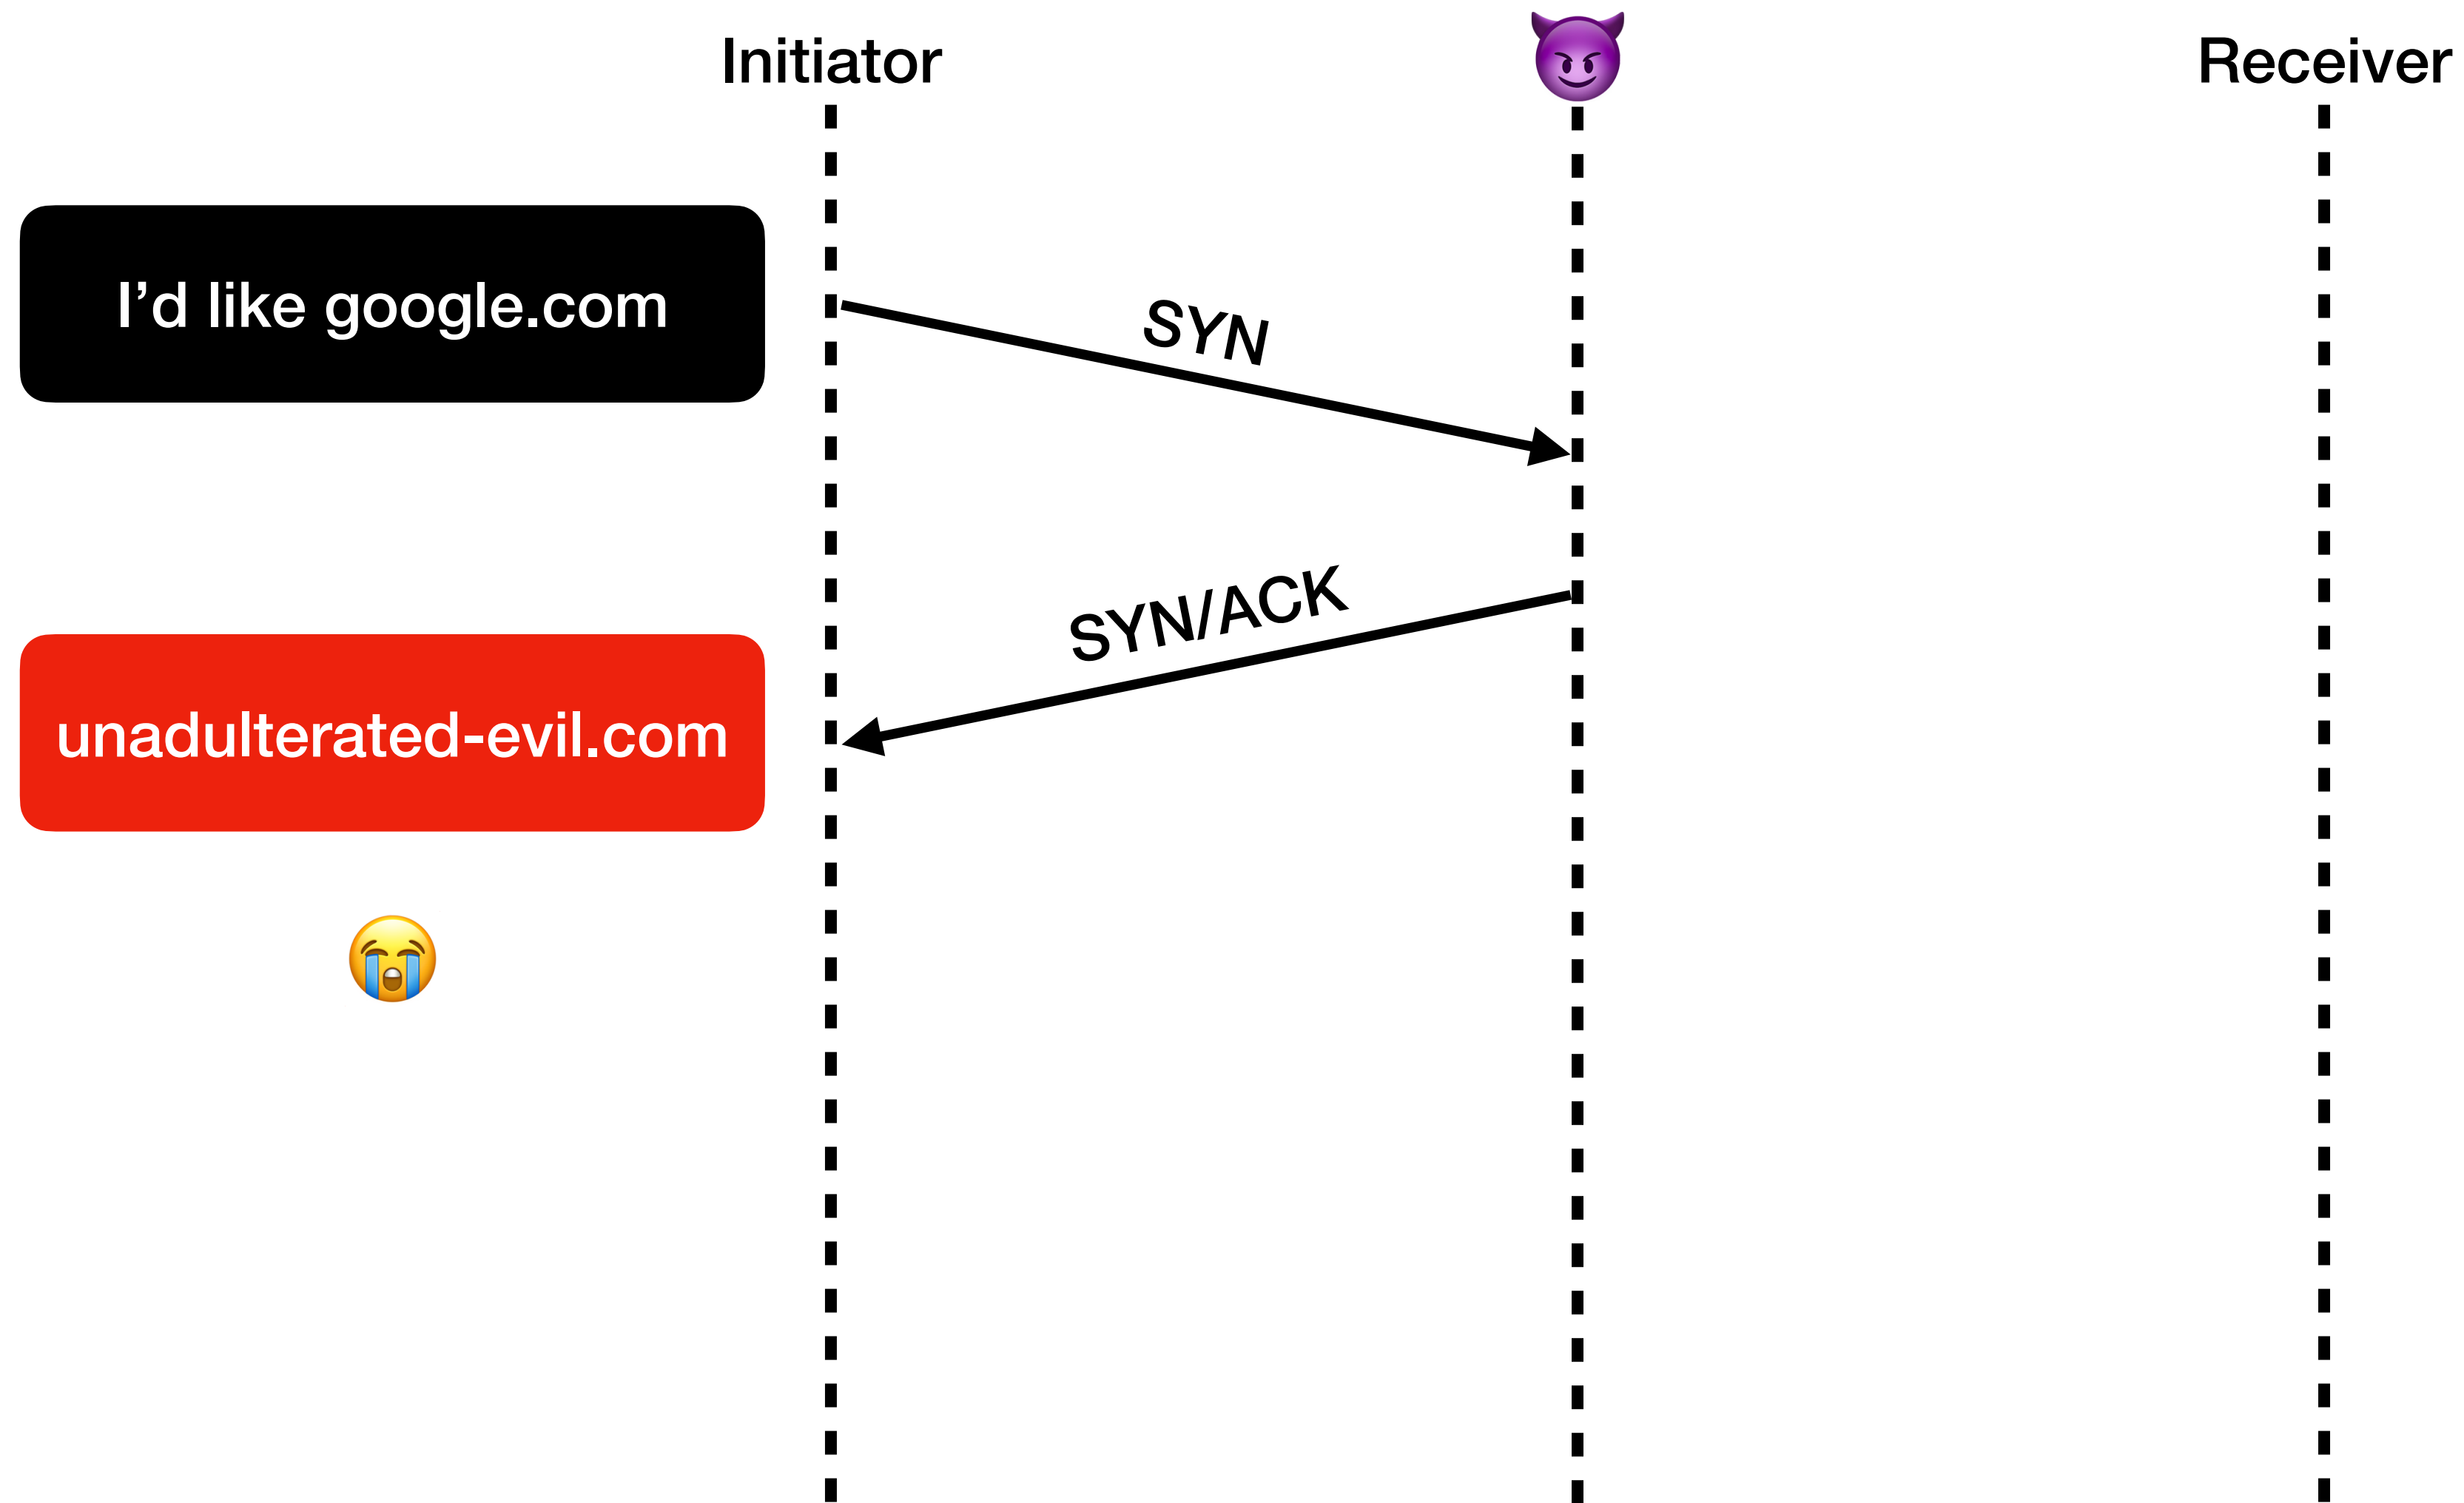 Initiator
Receiver
I’d like google.com
SYN
SYN/ACK
unadulterated-evil.com